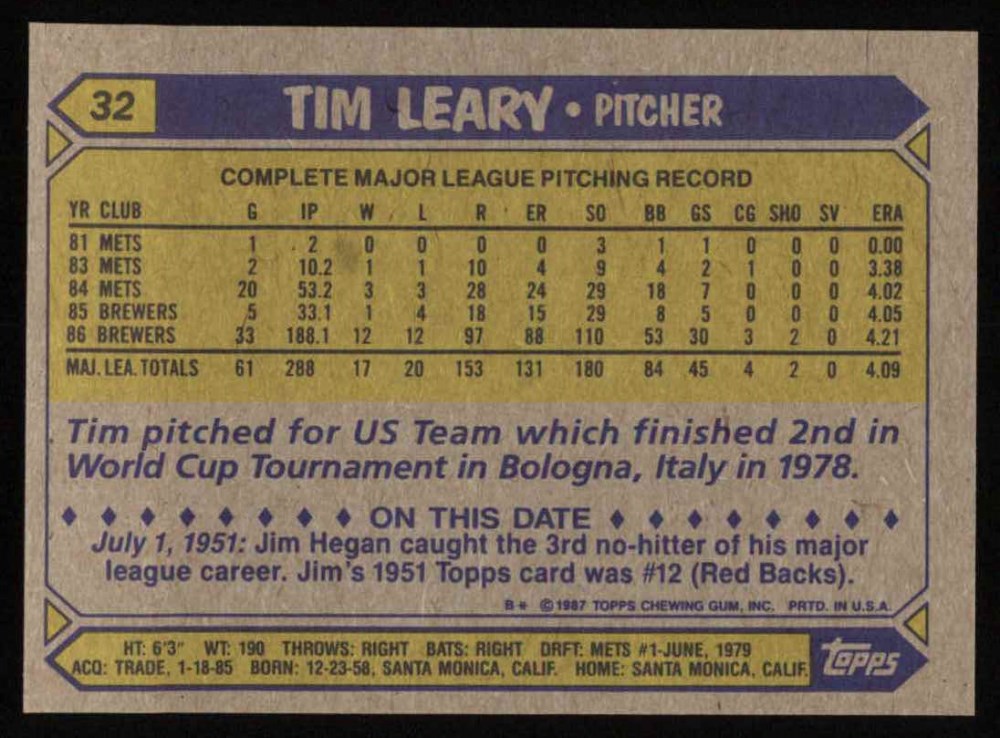 32
TIM LEARY • PITCHER
COMPLETE MAJOR LEAGUE PITCHING RECORD
YR CLUB G IP W L R ER SO BB GS CG SHO SV ERA
81 METS 1 .2 0 0 0 0 3 1 1 0 0 0 0.00
83 METS 2 10.2 1 1 10 4 9 4 2 1 0 0 3.38
84 METS 20 53.2 3 3 28 24 29 18 7 0 0 0 4.02
85 BREWERS 5 33.1 1 4 18 15 29 8 5 0 0 0 4.05
86 BREWERS 33 188.1 12 12 97 88 110 53 30 3 2 0 4.21
MAJ. LEA. TOTALS 61 288 17 20 153 131 180 84 45 4 2 0 4.09
Tim pitched for US Team which finished 2nd in
World Cup Tournament in Bologna, Italy in 1978.
♦ ♦ ♦ ♦ ♦ ♦ ♦ ♦ ON THIS DATE ♦ ♦ ♦ ♦ ♦ ♦ ♦ ♦
July 1, 1951: Jim Hegan caught the 3rd no-hitter of his major
league career. Jim's 1951 Topps card was #12 (Red Backs).
B* ©1987 TOPPS CHEWING GUM, INC. PRTD. IN U.S.A.
HT: 6'3" WT: 190 THROWS: RIGHT BATS: RIGHT DRFT: METS #1-JUNE, 1979
ACQ: TRADE, 1-18-85 BORN: 12-23-58, SANTA MONICA, CALIF. HOME: SANTA MONICA, CALIF.
topps